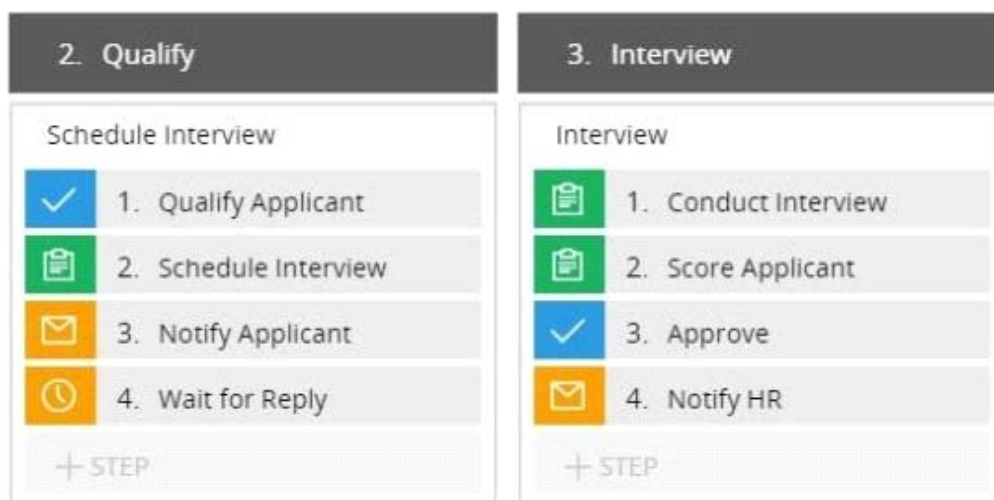 2. Qualify
Schedule Interview
1. Qualify Applicant
2. Schedule Interview
3. Notify Applicant
4. Wait for Reply
+ STEP
3. Interview
Interview
1. Conduct Interview
2. Score Applicant
3. Approve
4. Notify HR
+ STEP